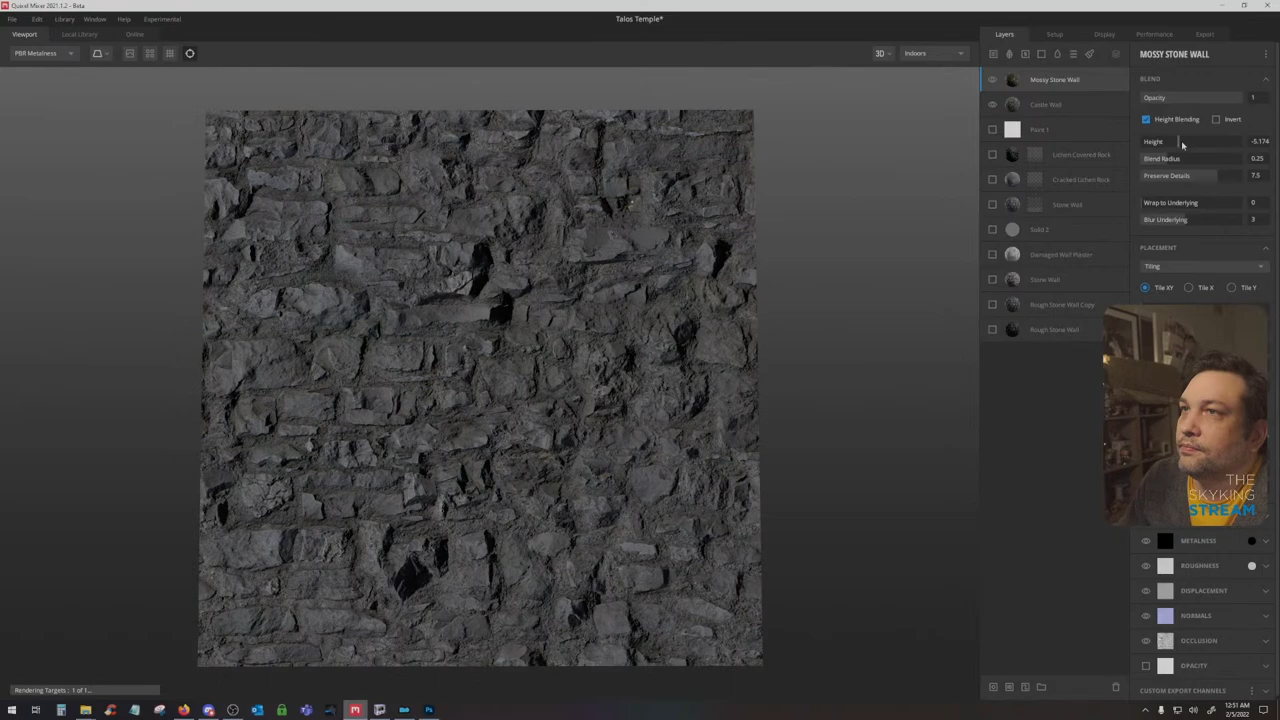 Quixel Mixer 2021.1.2 - Beta
File Edit Library Window Help Experimental
Talos Temple*
Viewport Local Library Online
Layers Setup Display Performance Export
PBR Metalness
3D
Indoors
MOSSY STONE WALL
Mossy Stone Wall
Castle Wall
Paint 1
Lichen Covered Rock
Cracked Lichen Rock
Stone Wall
Solid 2
Damaged Wall Plaster
Stone Wall
Rough Stone Wall Copy
Rough Stone Wall
BLEND
Opacity 1
Height Blending Invert
Height -5.174
Blend Radius 0.25
Preserve Details 7.5
Wrap to Underlying 0
Blur Underlying 3
PLACEMENT
Tiling
Tile XY Tile X Tile Y
THE
SKYKING
STREAM
METALNESS
ROUGHNESS
DISPLACEMENT
NORMALS
OCCLUSION
OPACITY
CUSTOM EXPORT CHANNELS
Rendering Targets : 1 of 1...
12:51 AM
2/5/2022